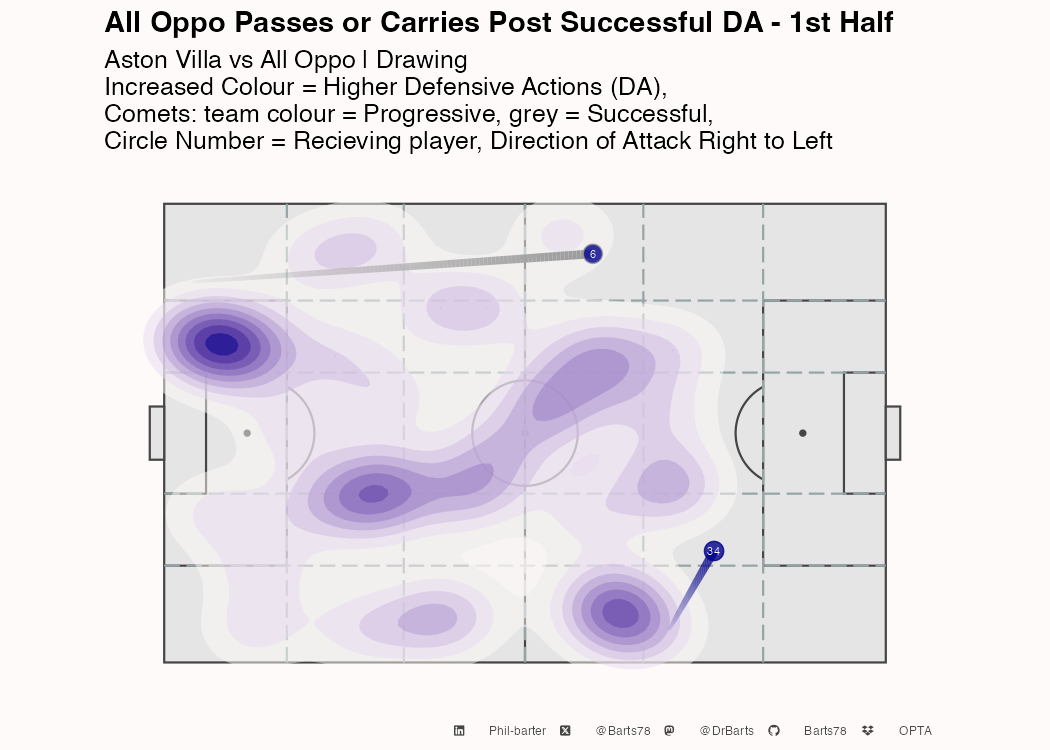 All Oppo Passes or Carries Post Successful DA - 1st Half
Aston Villa vs All Oppo | Drawing
Increased Colour = Higher Defensive Actions (DA),
Comets: team colour = Progressive, grey = Successful,
Circle Number = Recieving player, Direction of Attack Right to Left
6
34
Phil-barter @Barts78 @DrBarts Barts78 OPTA